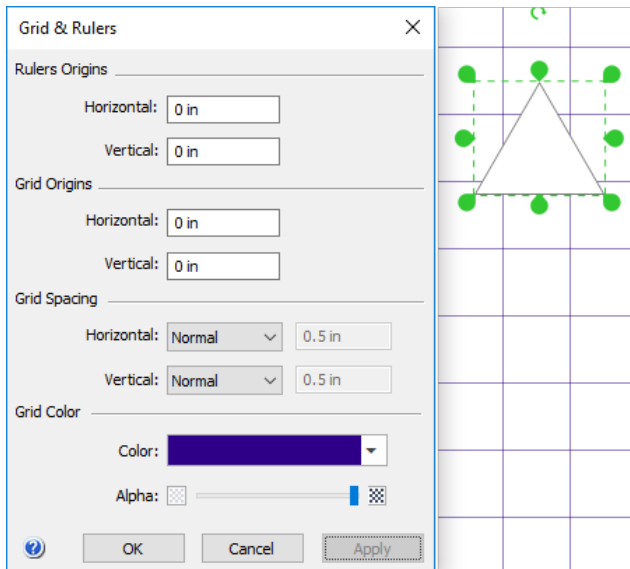 Grid & Rulers
Rulers Origins
Horizontal: 0 in
Vertical: 0 in
Grid Origins
Horizontal: 0 in
Vertical: 0 in
Grid Spacing
Horizontal: Normal 0.5 in
Vertical: Normal 0.5 in
Grid Color
Color:
Alpha:
? OK Cancel Apply